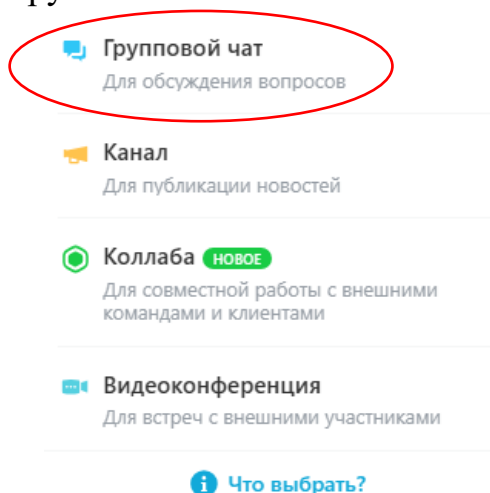 Групповой чат
Для обсуждения вопросов
Канал
Для публикации новостей
Коллаба НОВОЕ
Для совместной работы с внешними
командами и клиентами
Видеоконференция
Для встреч с внешними участниками
Что выбрать?